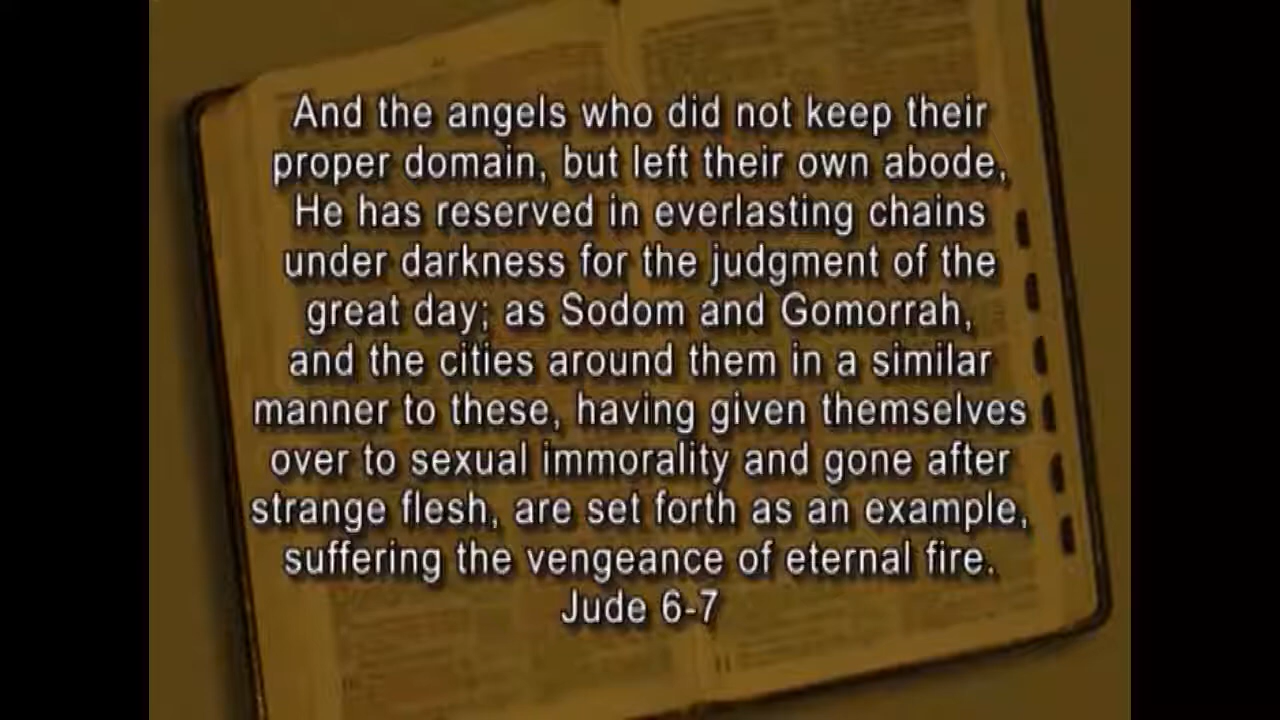 And the angels who did not keep their
proper domain, but left their own abode,
He has reserved in everlasting chains
under darkness for the judgment of the
great day; as Sodom and Gomorrah,
and the cities around them in a similar
manner to these, having given themselves
over to sexual immorality and gone after
strange flesh, are set forth as an example,
suffering the vengeance of eternal fire.
Jude 6-7